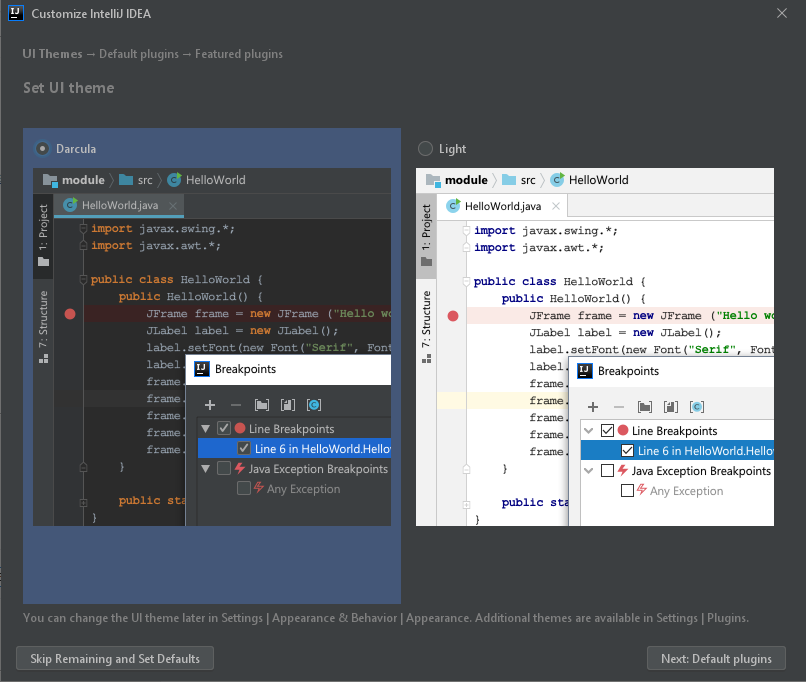 IJ Customize IntelliJ IDEA
UI Themes → Default plugins → Featured plugins
Set UI theme
Darcula
module src HelloWorld
HelloWorld.java
1: Project
7: Structure
import javax.swing.*;
import javax.awt.*;
public class HelloWorld {
public HelloWorld() {
JFrame frame = new JFrame ("Hello wo
JLabel label = new JLabel();
label.setFont(new Font("Serif", Font
label.
frame.
frame.
frame.
frame.
frame.
}
public sta
}
IJ Breakpoints
Line Breakpoints
Line 6 in HelloWorld.Hello
Java Exception Breakpoints
Any Exception
Light
module src HelloWorld
HelloWorld.java
1: Project
7: Structure
import javax.swing.*;
import javax.awt.*;
public class HelloWorld {
public HelloWorld() {
JFrame frame = new JFrame ("Hello wo
JLabel label = new JLabel();
label.setFont(new Font("Serif", Font
label.
frame.
frame.
frame.
frame.
frame.
}
public sta
}
IJ Breakpoints
Line Breakpoints
Line 6 in HelloWorld.Hellov
Java Exception Breakpoints
Any Exception
You can change the UI theme later in Settings | Appearance & Behavior | Appearance. Additional themes are available in Settings | Plugins.
Skip Remaining and Set Defaults
Next: Default plugins